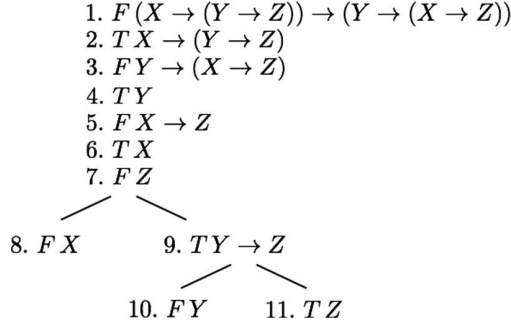 1. F (X → (Y → Z)) → (Y → (X → Z))
2. T X → (Y → Z)
3. F Y → (X → Z)
4. T Y
5. F X → Z
6. T X
7. F Z
8. F X 9. T Y → Z
10. F Y 11. T Z